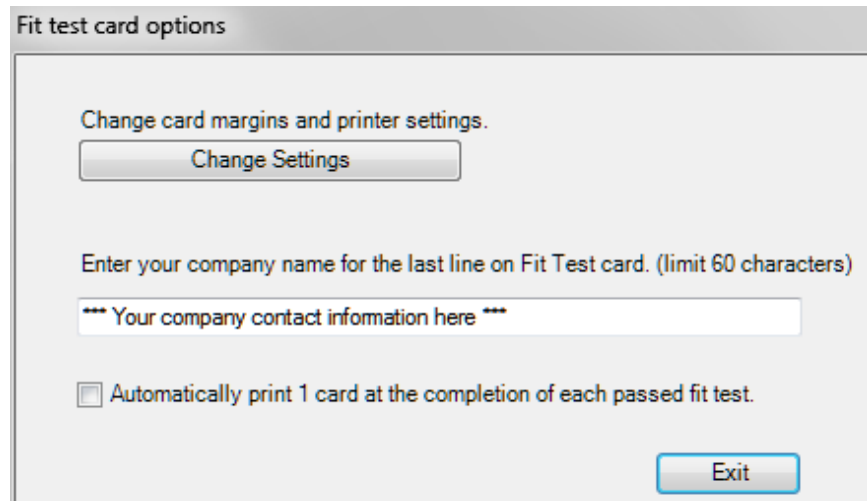 Fit test card options
Change card margins and printer settings.
Change Settings
Enter your company name for the last line on Fit Test card. (limit 60 characters)
*** Your company contact information here ***
Automatically print 1 card at the completion of each passed fit test.
Exit